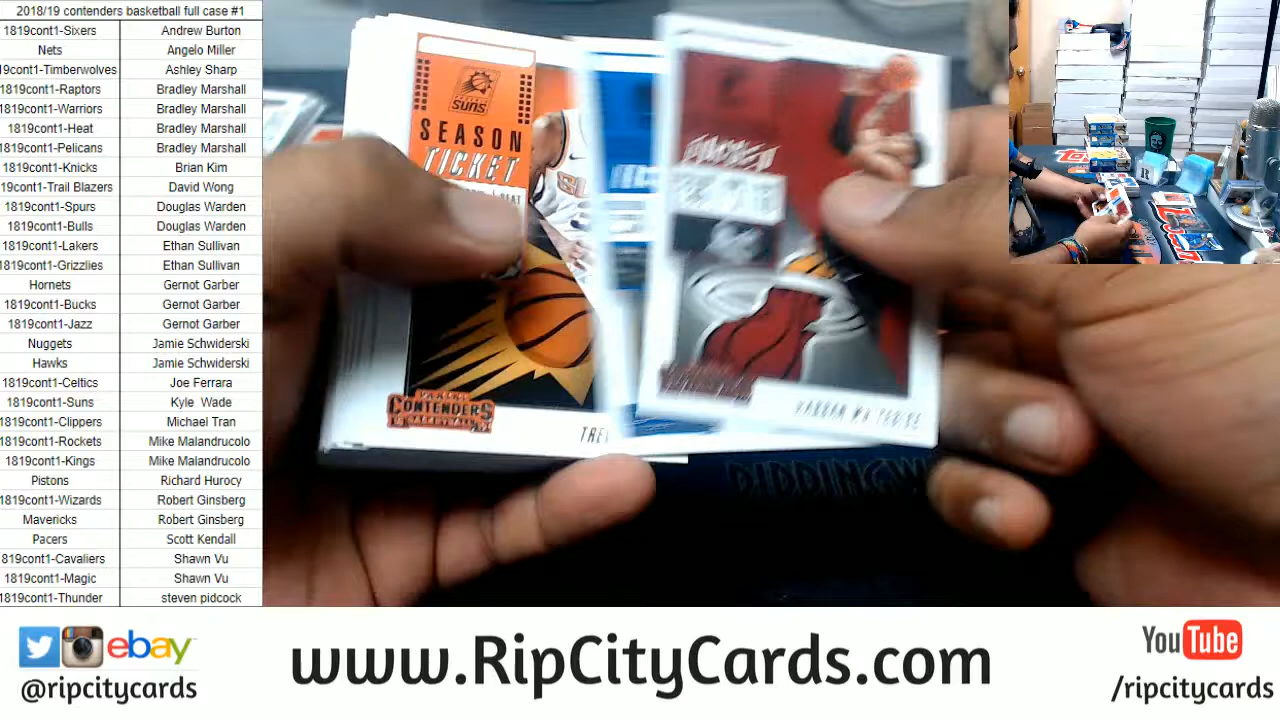 2018/19 contenders basketball full case #1
1819cont1-Sixers Andrew Burton
Nets Angelo Miller
19cont1-Timberwolves Ashley Sharp
1819cont1-Raptors Bradley Marshall
1819cont1-Warriors Bradley Marshall
1819cont1-Heat Bradley Marshall
1819cont1-Pelicans Bradley Marshall
1819cont1-Knicks Brian Kim
19cont1-Trail Blazers David Wong
1819cont1-Spurs Douglas Warden
1819cont1-Bulls Douglas Warden
1819cont1-Lakers Ethan Sullivan
1819cont1-Grizzlies Ethan Sullivan
Hornets Gernot Garber
1819cont1-Bucks Gernot Garber
1819cont1-Jazz Gernot Garber
Nuggets Jamie Schwiderski
Hawks Jamie Schwiderski
1819cont1-Celtics Joe Ferrara
1819cont1-Suns Kyle Wade
1819cont1-Clippers Michael Tran
1819cont1-Rockets Mike Malandrucolo
1819cont1-Kings Mike Malandrucolo
Pistons Richard Hurocy
1819cont1-Wizards Robert Ginsberg
Mavericks Robert Ginsberg
Pacers Scott Kendall
819cont1-Cavaliers Shawn Vu
1819cont1-Magic Shawn Vu
1819cont1-Thunder steven pidcock
SUNS
SEASON
TICKET
PANINI
CONTENDERS
TRE
ebay
@ripcitycards
www.RipCityCards.com
YouTube
/ripcitycards